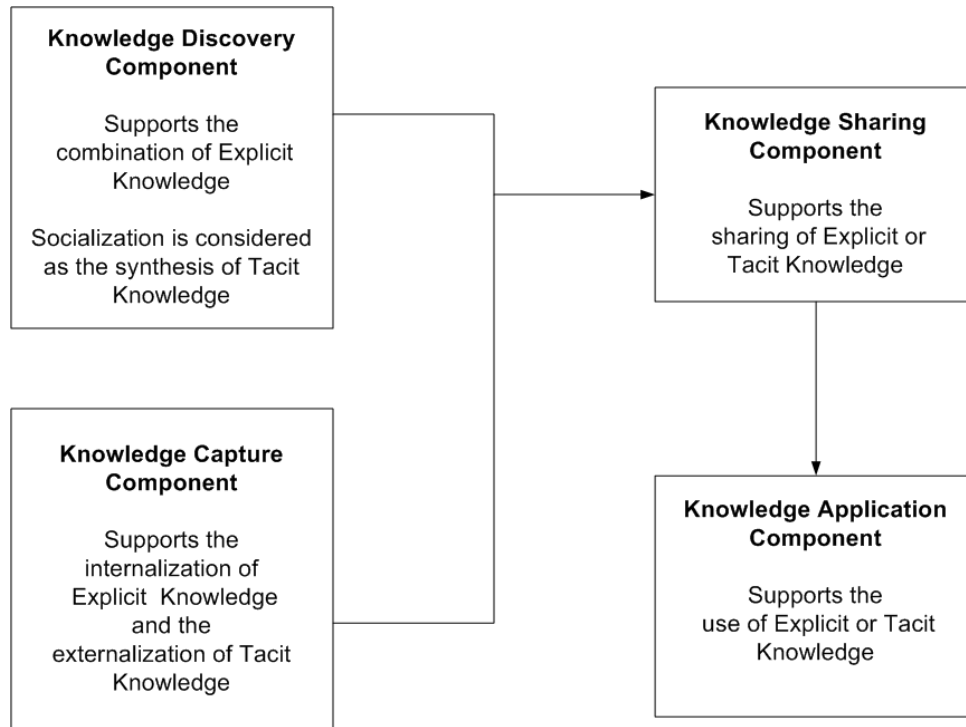 Knowledge Discovery
Component
Supports the
combination of Explicit
Knowledge
Socialization is considered
as the synthesis of Tacit
Knowledge
Knowledge Capture
Component
Supports the
internalization of
Explicit Knowledge
and the
externalization of Tacit
Knowledge
Knowledge Sharing
Component
Supports the
sharing of Explicit or
Tacit Knowledge
Knowledge Application
Component
Supports the
use of Explicit or Tacit
Knowledge